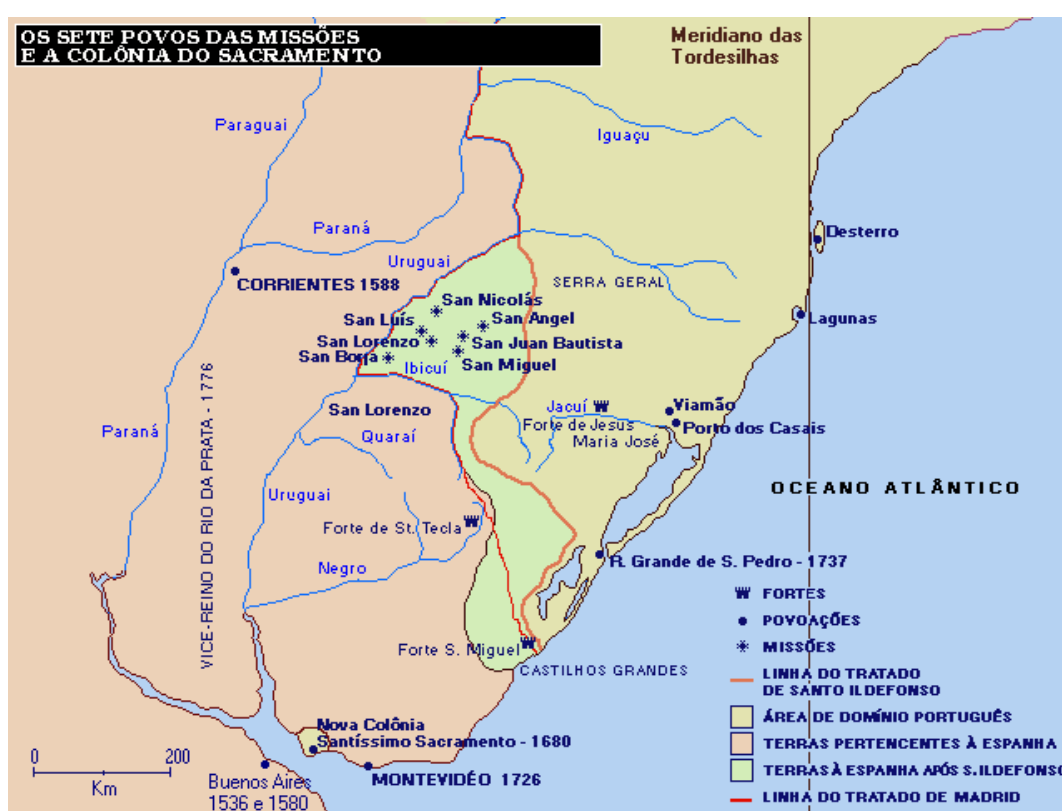 OS SETE POVOS DAS MISSÕES
E A COLÔNIA DO SACRAMENTO
Meridiano das
Tordesilhas
Paraguai
Iguaçu
Paraná
Desterro
Uruguai
CORRIENTES 1588
SERRA GERAL
San Nicolás
San Luís
San Angel
Lagunas
San Lorenzo
San Juan Bautista
San Borja
Ibicuí
San Miguel
San Lorenzo
Jacuí
Viamão
Forte de Jesus
Maria José
Porto dos Casais
Paraná
Quaraí
VICE-REINO DO RIO DA PRATA - 1776
OCEANO ATLÂNTICO
Uruguai
Forte de St. Tecla
Negro
R. Grande de S. Pedro - 1737
FORTES
POVOAÇÕES
MISSÕES
Forte S. Miguel
CASTILHOS GRANDES
LINHA DO TRATADO
DE SANTO ILDEFONSO
ÁREA DE DOMÍNIO PORTUGUÊS
TERRAS PERTENCENTES À ESPANHA
TERRAS À ESPANHA APÓS S.ILDEFONSO
LINHA DO TRATADO DE MADRID
Nova Colônia
Santíssimo Sacramento - 1680
0 200
Km
Buenos Aires
1536 e 1580
MONTEVIDÉO 1726